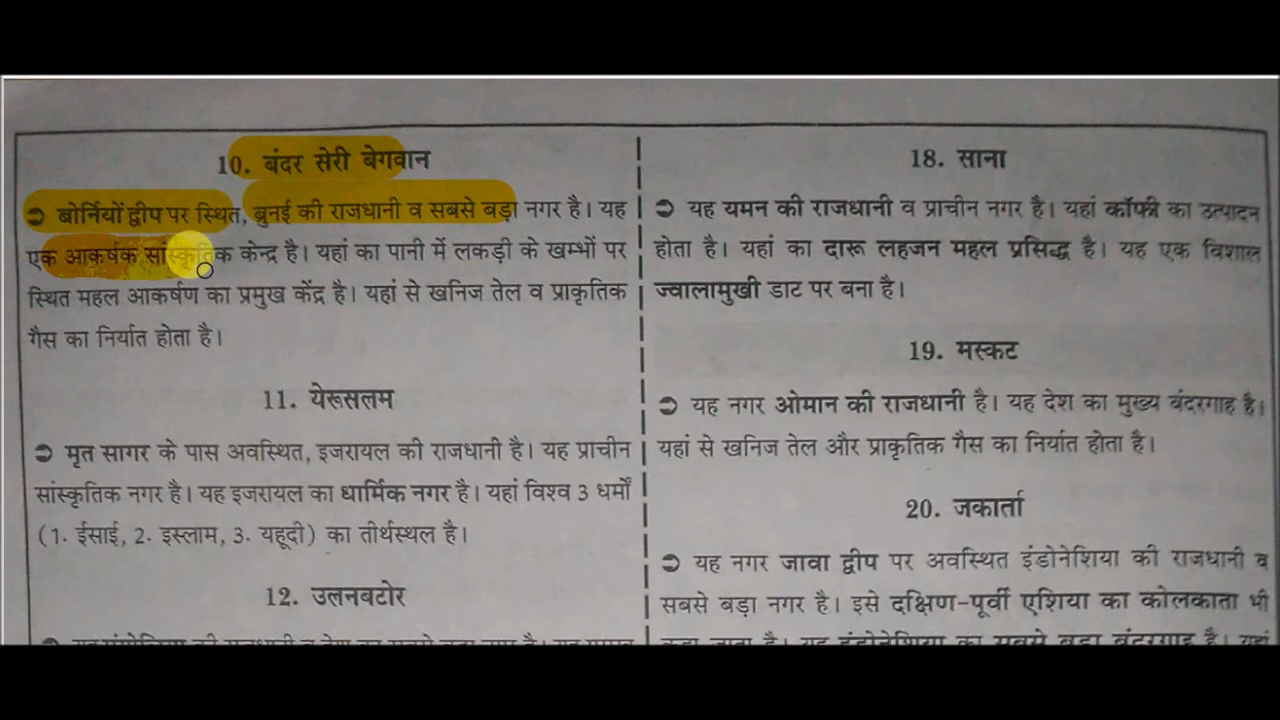 10. बंदर सेरी बेगवान
➲ बोर्नियों द्वीप पर स्थित, ब्रुनई की राजधानी व सबसे बड़ा नगर है। यह
एक आकर्षक सांस्कृतिक केन्द्र है। यहां का पानी में लकड़ी के खम्भों पर
स्थित महल आकर्षण का प्रमुख केंद्र है। यहां से खनिज तेल व प्राकृतिक
गैस का निर्यात होता है।
11. येरूसलम
➲ मृत सागर के पास अवस्थित, इजरायल की राजधानी है। यह प्राचीन
सांस्कृतिक नगर है। यह इजरायल का धार्मिक नगर है। यहां विश्व 3 धर्मों
(1. ईसाई, 2. इस्लाम, 3. यहूदी) का तीर्थस्थल है।
12. उलनबटोर
18. साना
➲ यह यमन की राजधानी व प्राचीन नगर है। यहां कॉफी का उत्पादन
होता है। यहां का दारू लहजन महल प्रसिद्ध है। यह एक विशाल
ज्वालामुखी डाट पर बना है।
19. मस्कट
➲ यह नगर ओमान की राजधानी है। यह देश का मुख्य बंदरगाह है।
यहां से खनिज तेल और प्राकृतिक गैस का निर्यात होता है।
20. जकार्ता
➲ यह नगर जावा द्वीप पर अवस्थित इंडोनेशिया की राजधानी व
सबसे बड़ा नगर है। इसे दक्षिण-पूर्वी एशिया का कोलकाता भी